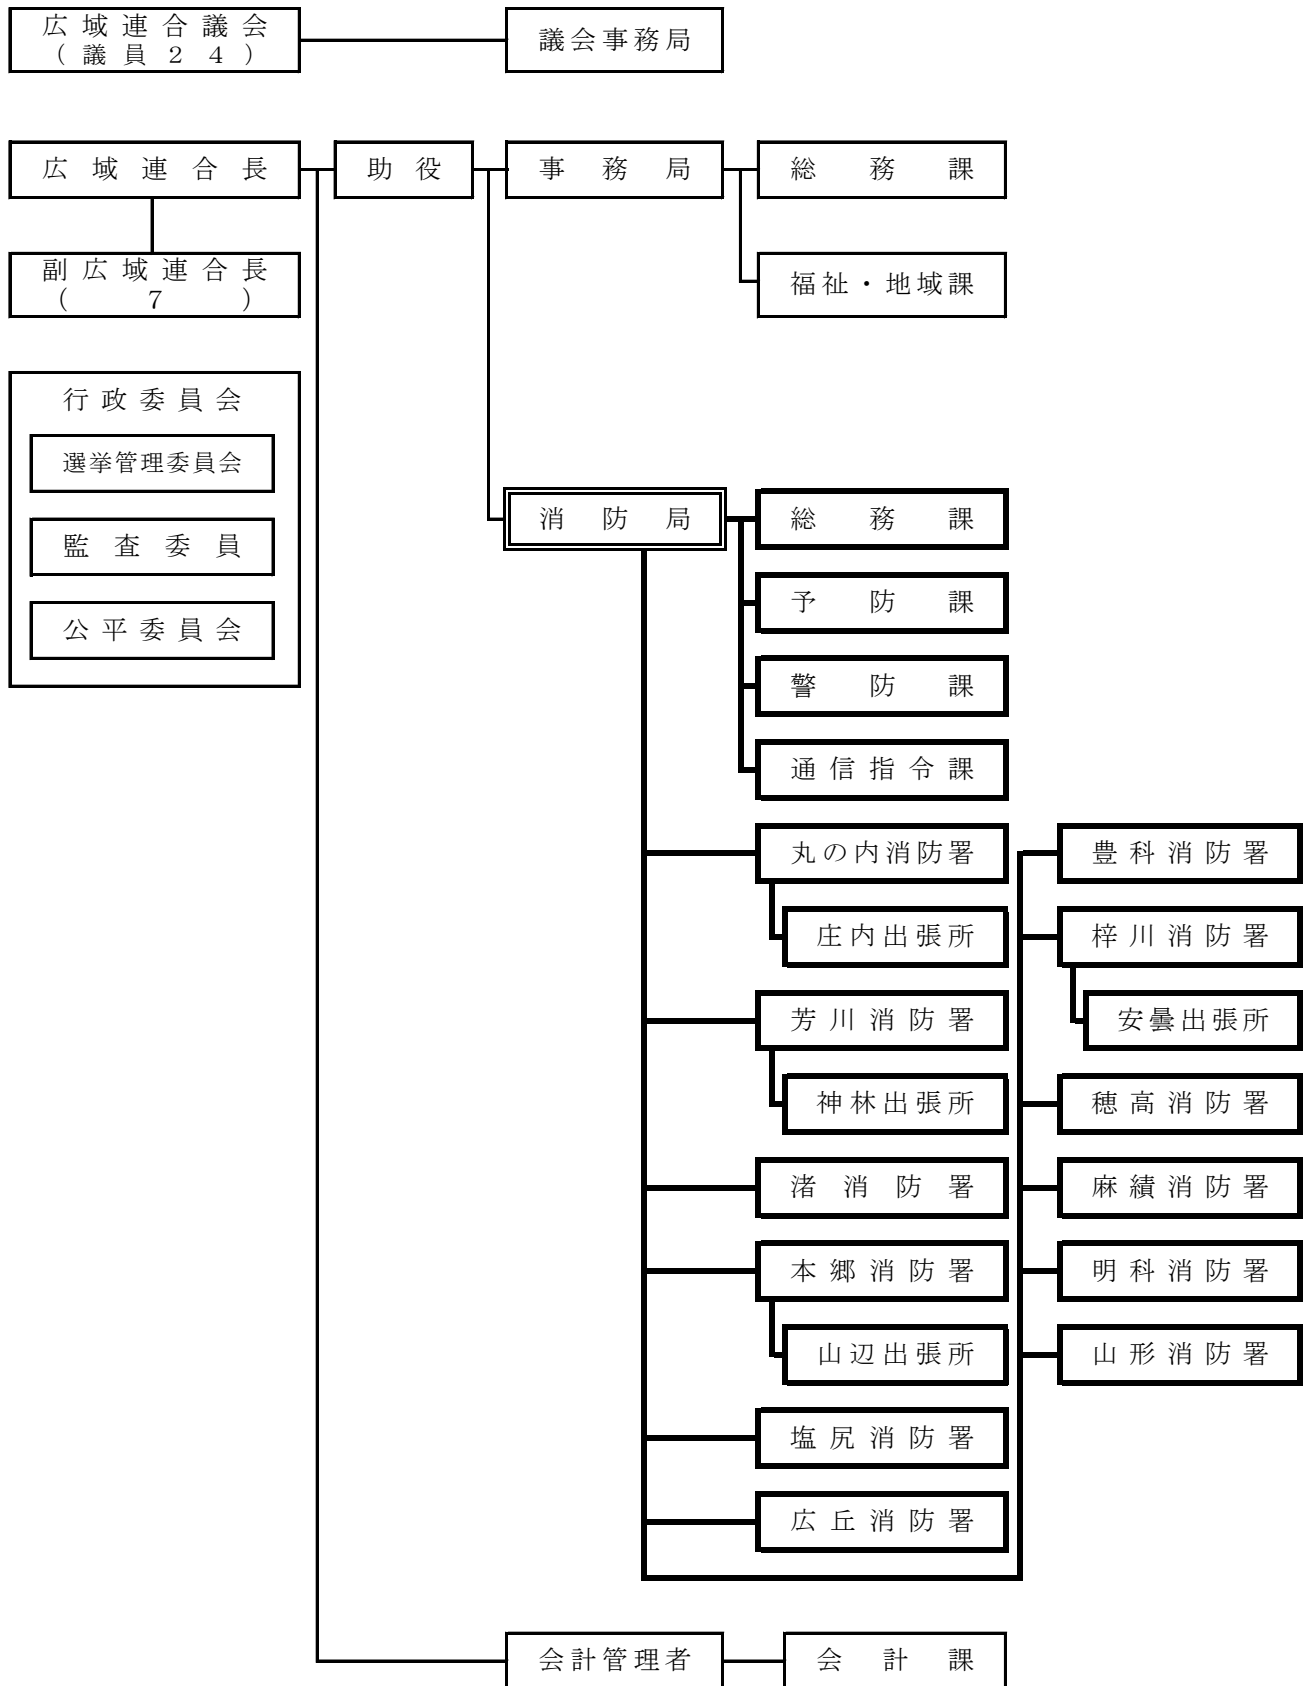 広域連合議会
(議員24)
議会事務局
広域連合長
助役
事務局
総務課
副広域連合長
(7)
福祉・地域課
行政委員会
選挙管理委員会
監査委員
公平委員会
消防局
総務課
予防課
警防課
通信指令課
丸の内消防署
豊科消防署
庄内出張所
梓川消防署
芳川消防署
安曇出張所
神林出張所
穂高消防署
渚消防署
麻績消防署
本郷消防署
明科消防署
山辺出張所
山形消防署
塩尻消防署
広丘消防署
会計管理者
会計課